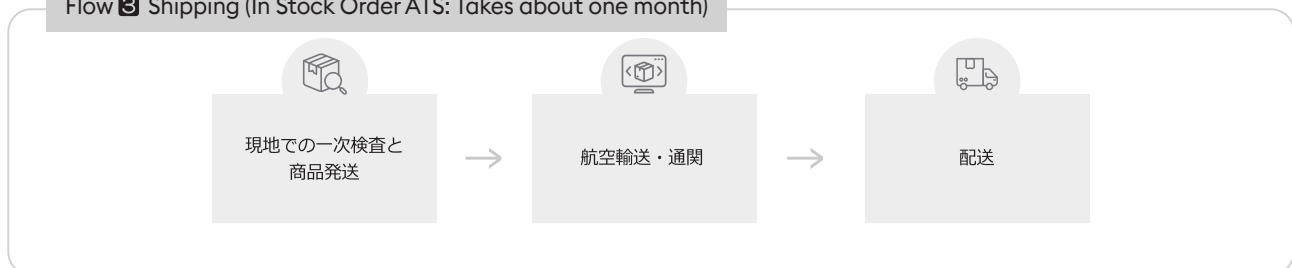 Flow 3 Shipping (In Stock Order ATS: Takes about one month)
現地での一次検査と
商品発送
航空輸送・通関
配送